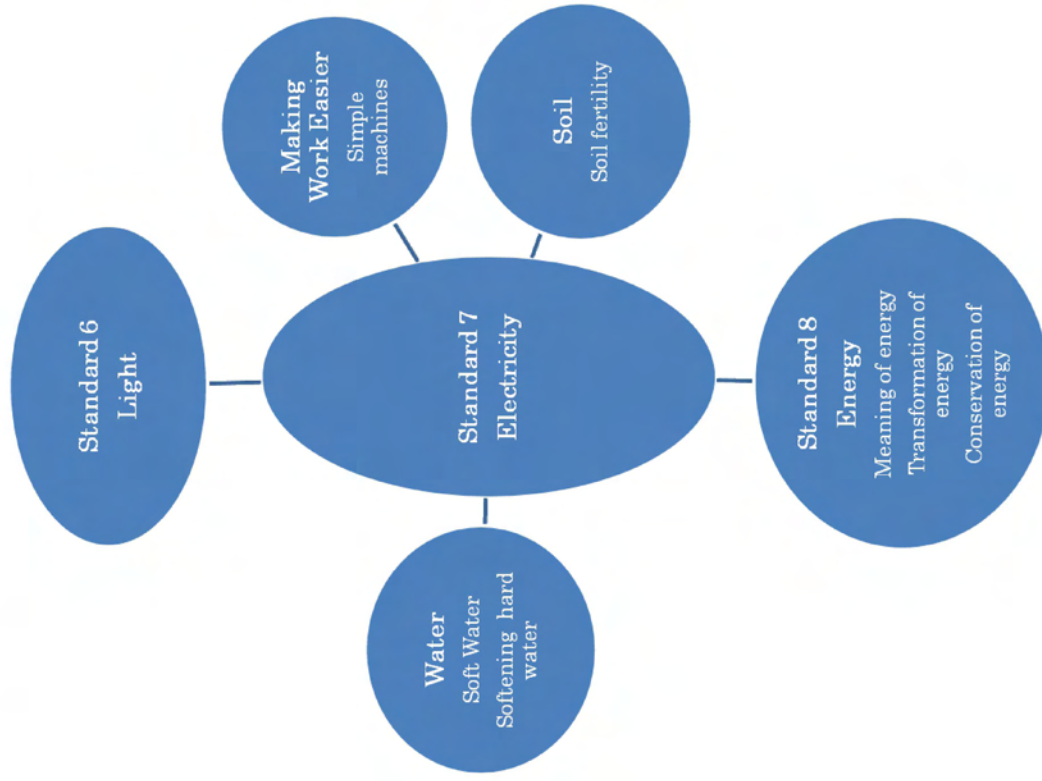 Standard 6
Light
Making
Work Easier
Simple
machines
Soil
Soil fertility
Standard 7
Electricity
Water
Soft Water
Softening hard
water
Standard 8
Energy
Meaning of energy
Transformation of
energy
Conservation of
energy